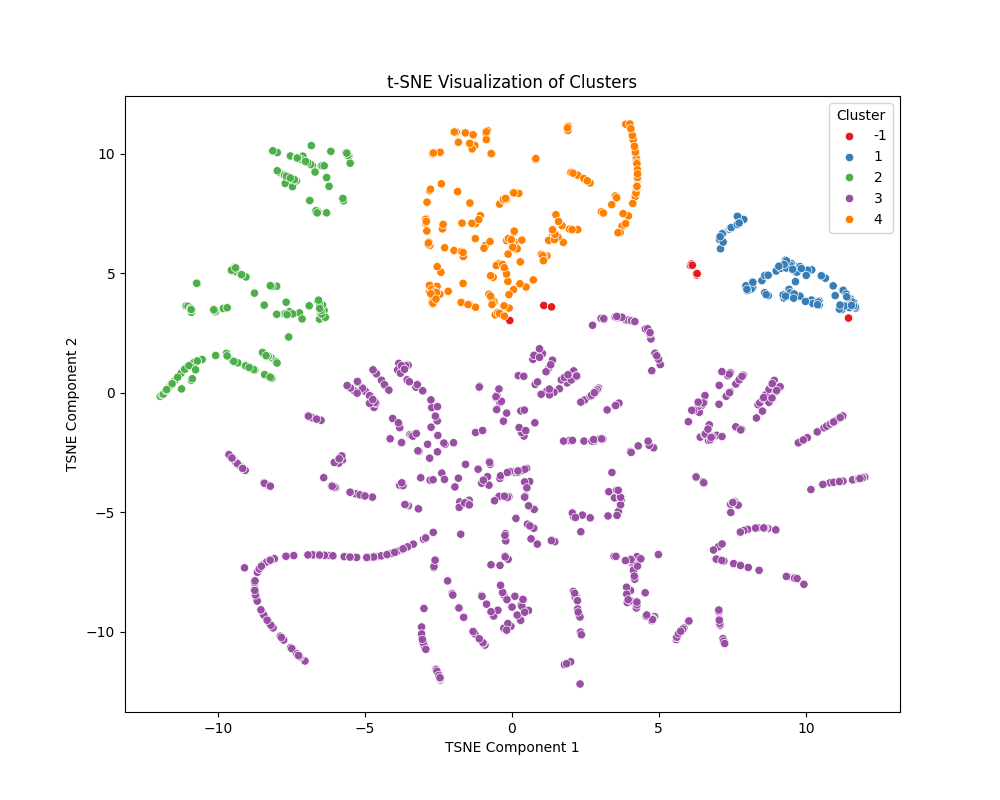 t-SNE Visualization of Clusters
Cluster
-1
1
2
3
4
10
5
0
−5
−10
TSNE Component 2
−10 −5 0 5 10
TSNE Component 1